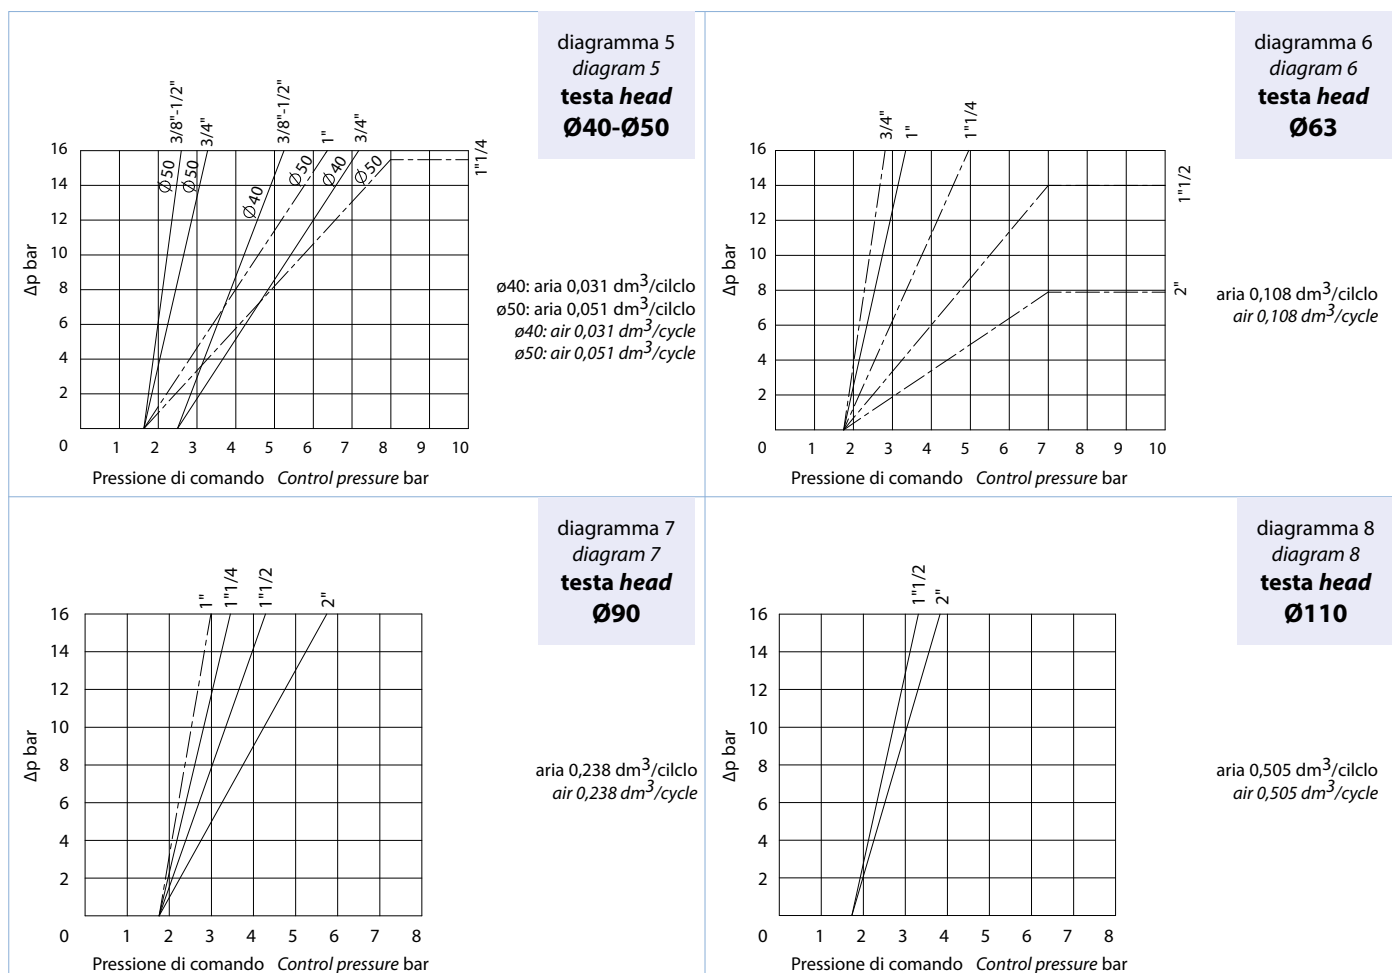 diagramma 5
diagram 5
testa head
Ø40-Ø50
3/8"-1/2"
3/4"
3/8"-1/2"
1"
3/4"
1"1/4
Ø50
Ø50
Ø40
Ø50
Ø40
Ø50
16
14
12
10
8
6
4
2
0
Δp bar
1 2 3 4 5 6 7 8 9 10
Pressione di comando Control pressure bar
ø40: aria 0,031 dm³/cilclo
ø50: aria 0,051 dm³/cilclo
ø40: air 0,031 dm³/cycle
ø50: air 0,051 dm³/cycle
diagramma 6
diagram 6
testa head
Ø63
3/4"
1"
1"1/4
1"1/2
2"
16
14
12
10
8
6
4
2
0
Δp bar
1 2 3 4 5 6 7 8 9 10
Pressione di comando Control pressure bar
aria 0,108 dm³/cilclo
air 0,108 dm³/cycle
diagramma 7
diagram 7
testa head
Ø90
1"
1"1/4
1"1/2
2"
16
14
12
10
8
6
4
2
0
Δp bar
1 2 3 4 5 6 7 8
Pressione di comando Control pressure bar
aria 0,238 dm³/cilclo
air 0,238 dm³/cycle
diagramma 8
diagram 8
testa head
Ø110
1"1/2
2"
16
14
12
10
8
6
4
2
0
Δp bar
1 2 3 4 5 6 7 8
Pressione di comando Control pressure bar
aria 0,505 dm³/cilclo
air 0,505 dm³/cycle